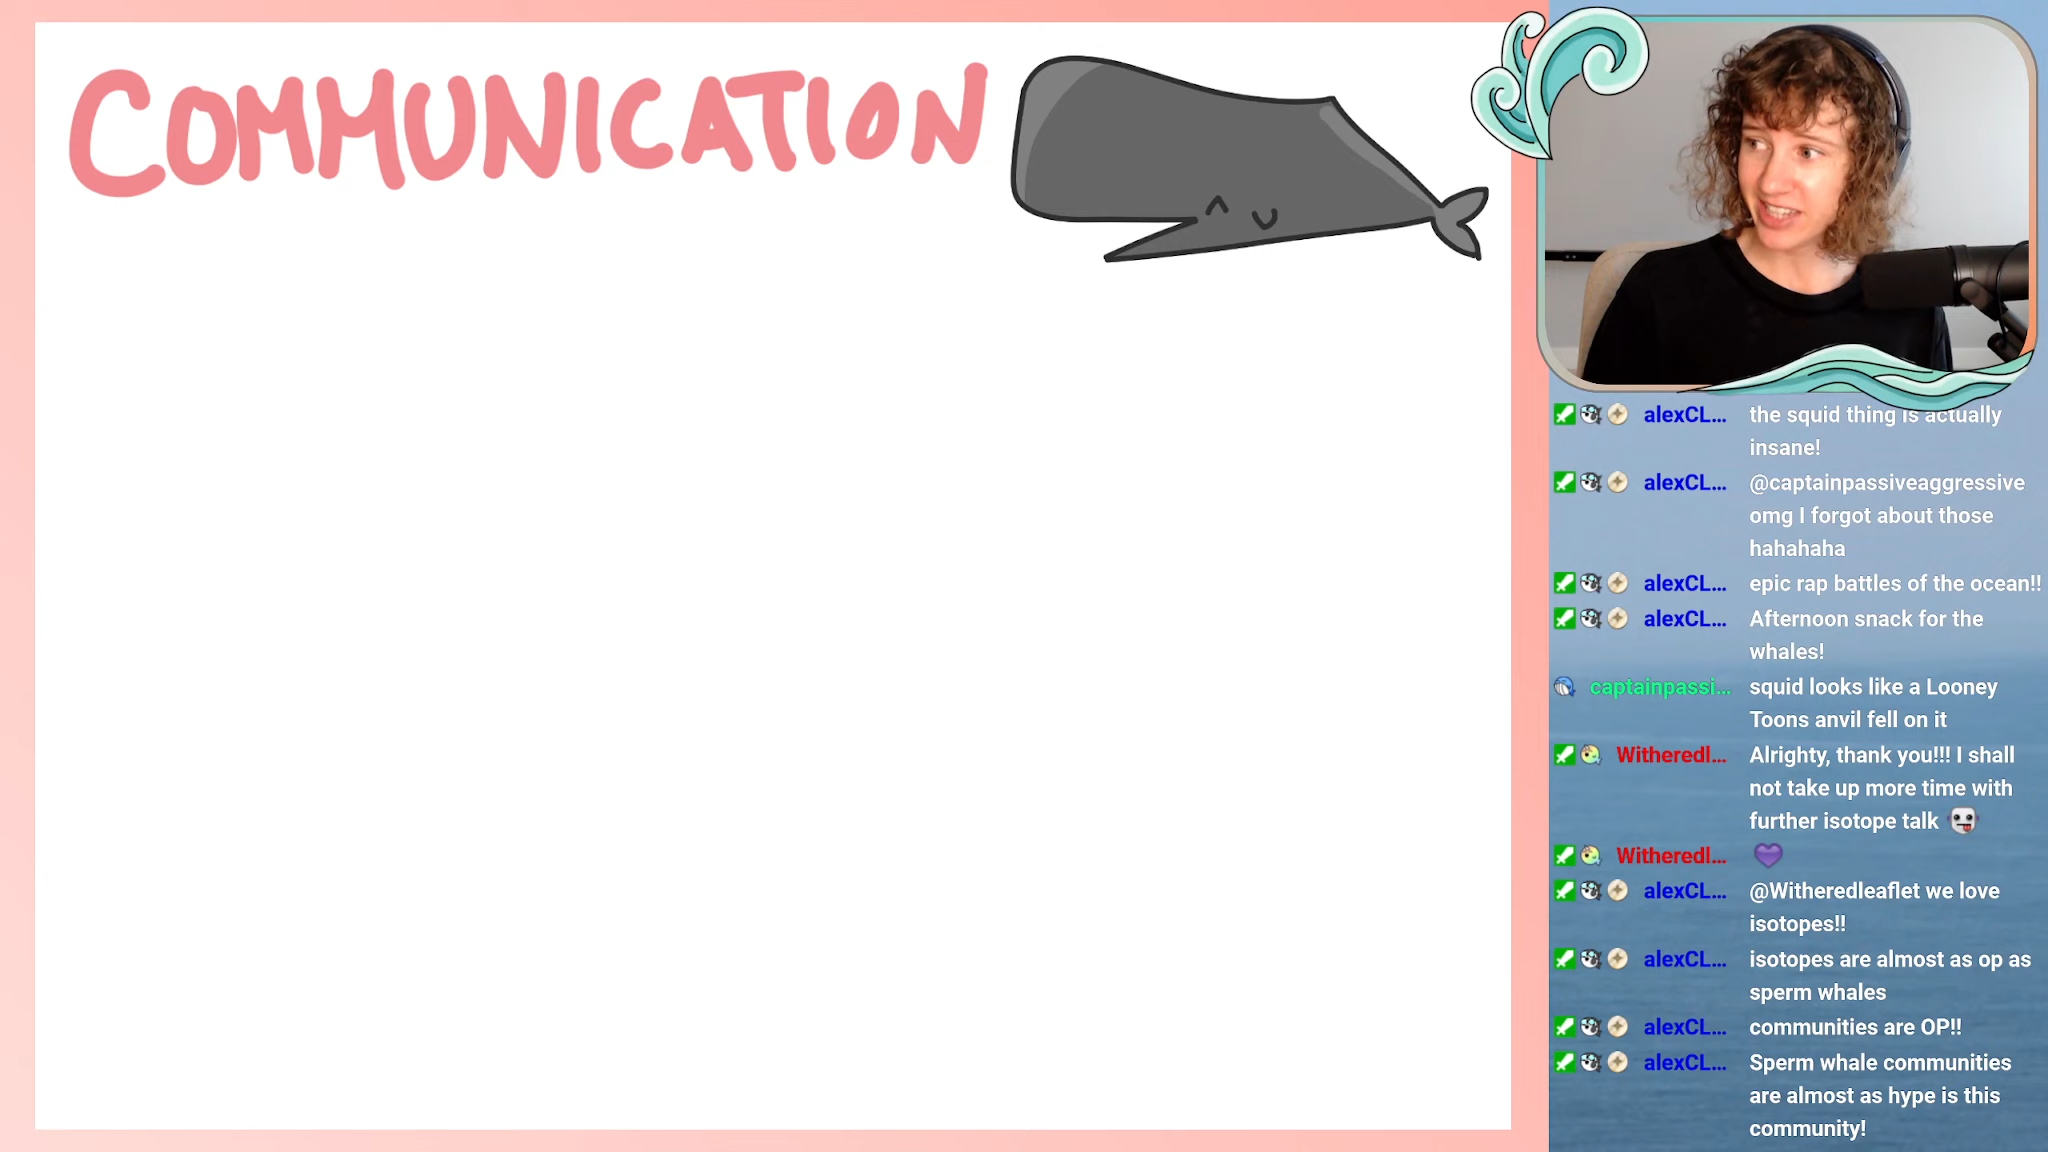 COMMUNICATION
alexCL... the squid thing is actually
insane!
alexCL... @captainpassiveaggressive
omg I forgot about those
hahahaha
alexCL... epic rap battles of the ocean!!
alexCL... Afternoon snack for the
whales!
captainpassi... squid looks like a Looney
Toons anvil fell on it
Witheredl... Alrighty, thank you!!! I shall
not take up more time with
further isotope talk
Witheredl...
alexCL... @Witheredleaflet we love
isotopes!!
alexCL... isotopes are almost as op as
sperm whales
alexCL... communities are OP!!
alexCL... Sperm whale communities
are almost as hype is this
community!